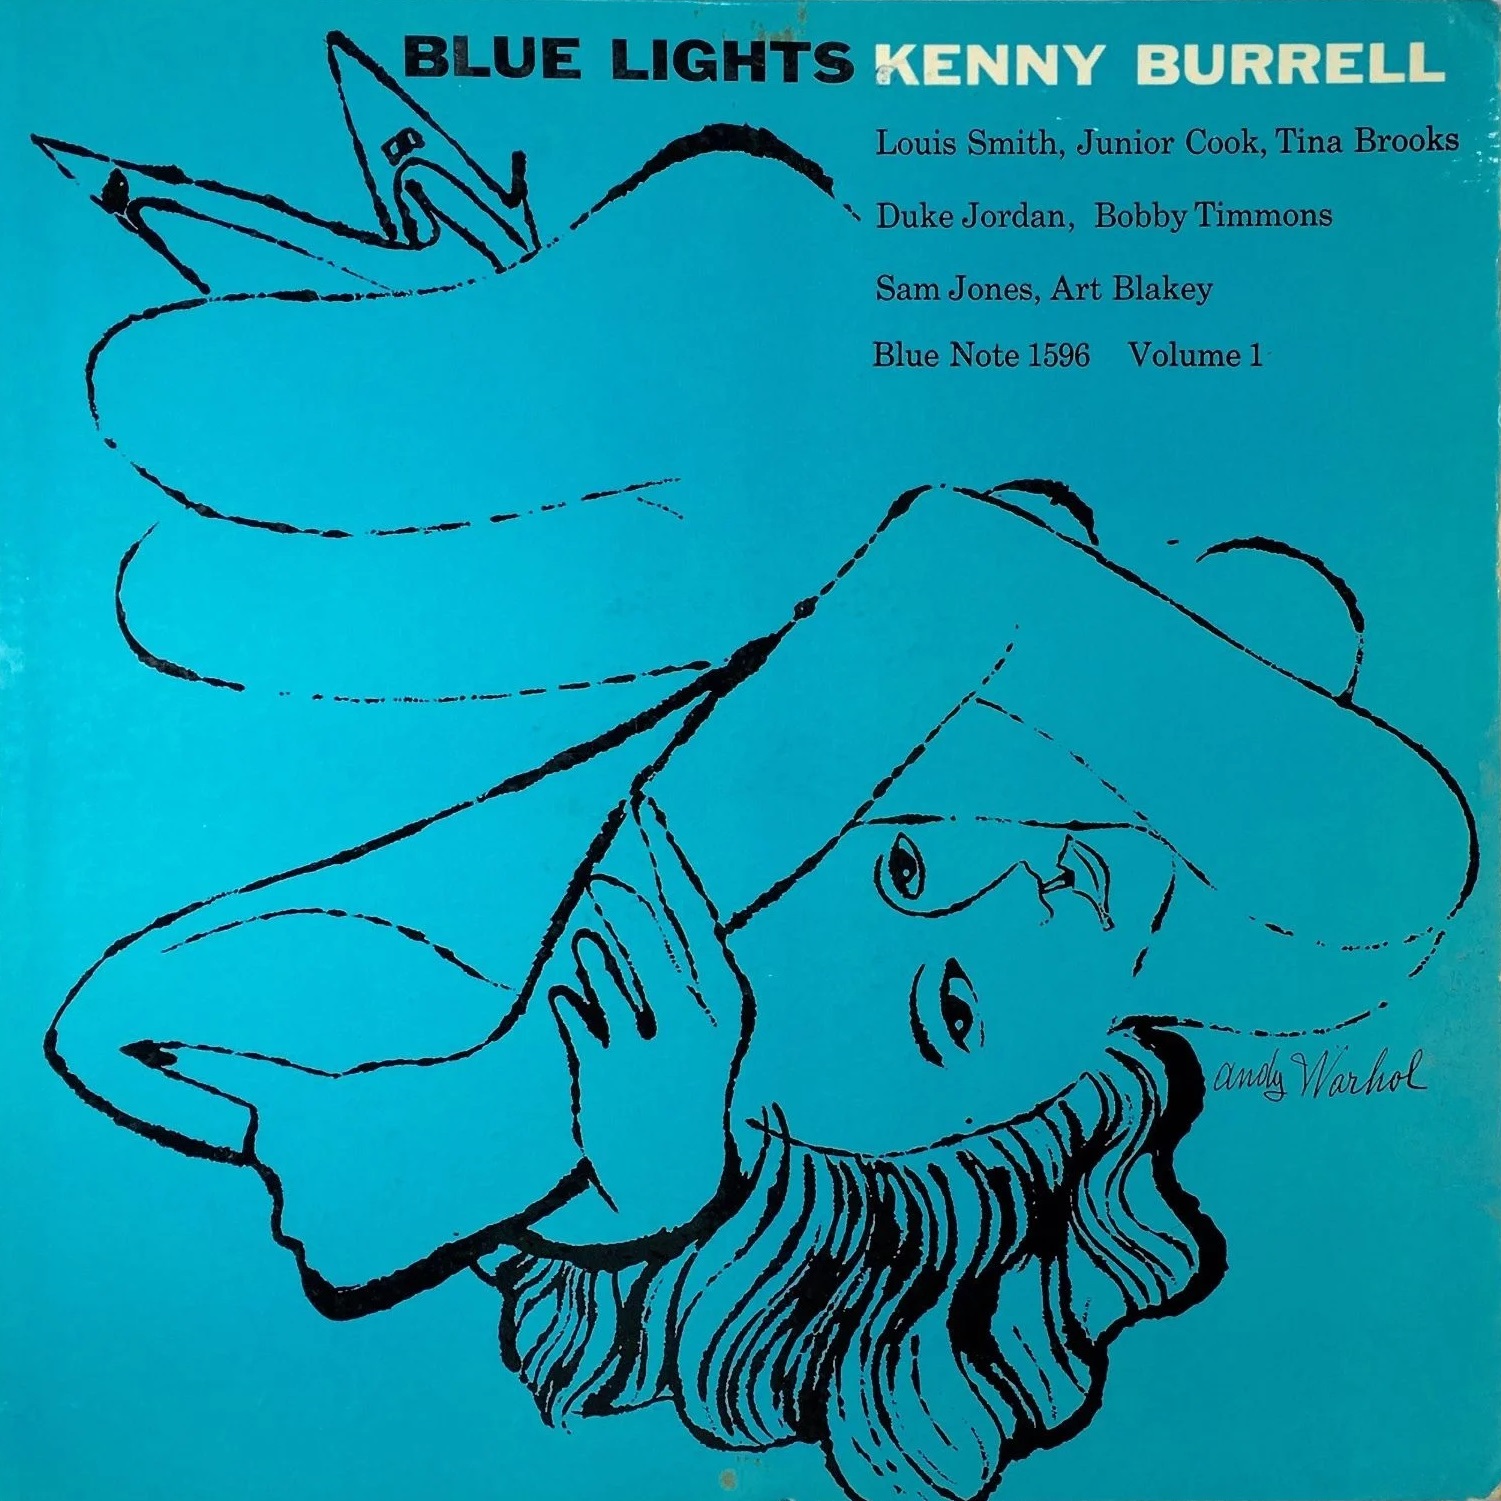 BLUE LIGHTS KENNY BURRELL
Louis Smith, Junior Cook, Tina Brooks
Duke Jordan, Bobby Timmons
Sam Jones, Art Blakey
Blue Note 1596 Volume 1
andy Warhol